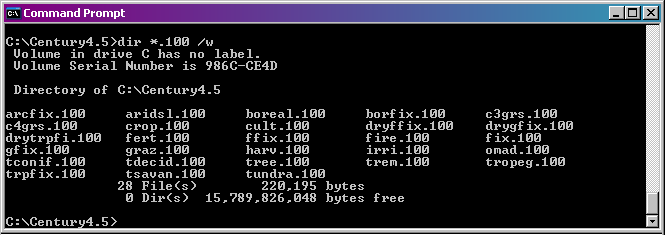 Command Prompt
C:\Century4.5>dir *.100 /w
Volume in drive C has no label.
Volume Serial Number is 986C-CE4D
Directory of C:\Century4.5
arcfix.100 aridsl.100 boreal.100 borfix.100 c3grs.100
c4grs.100 crop.100 cult.100 dryffix.100 drygfix.100
drytrpfi.100 fert.100 ffix.100 fire.100 fix.100
gfix.100 graz.100 harv.100 irri.100 omad.100
tconif.100 tdecid.100 tree.100 trem.100 tropeg.100
trpfix.100 tsavan.100 tundra.100
28 File(s) 220,195 bytes
0 Dir(s) 15,789,826,048 bytes free
C:\Century4.5>